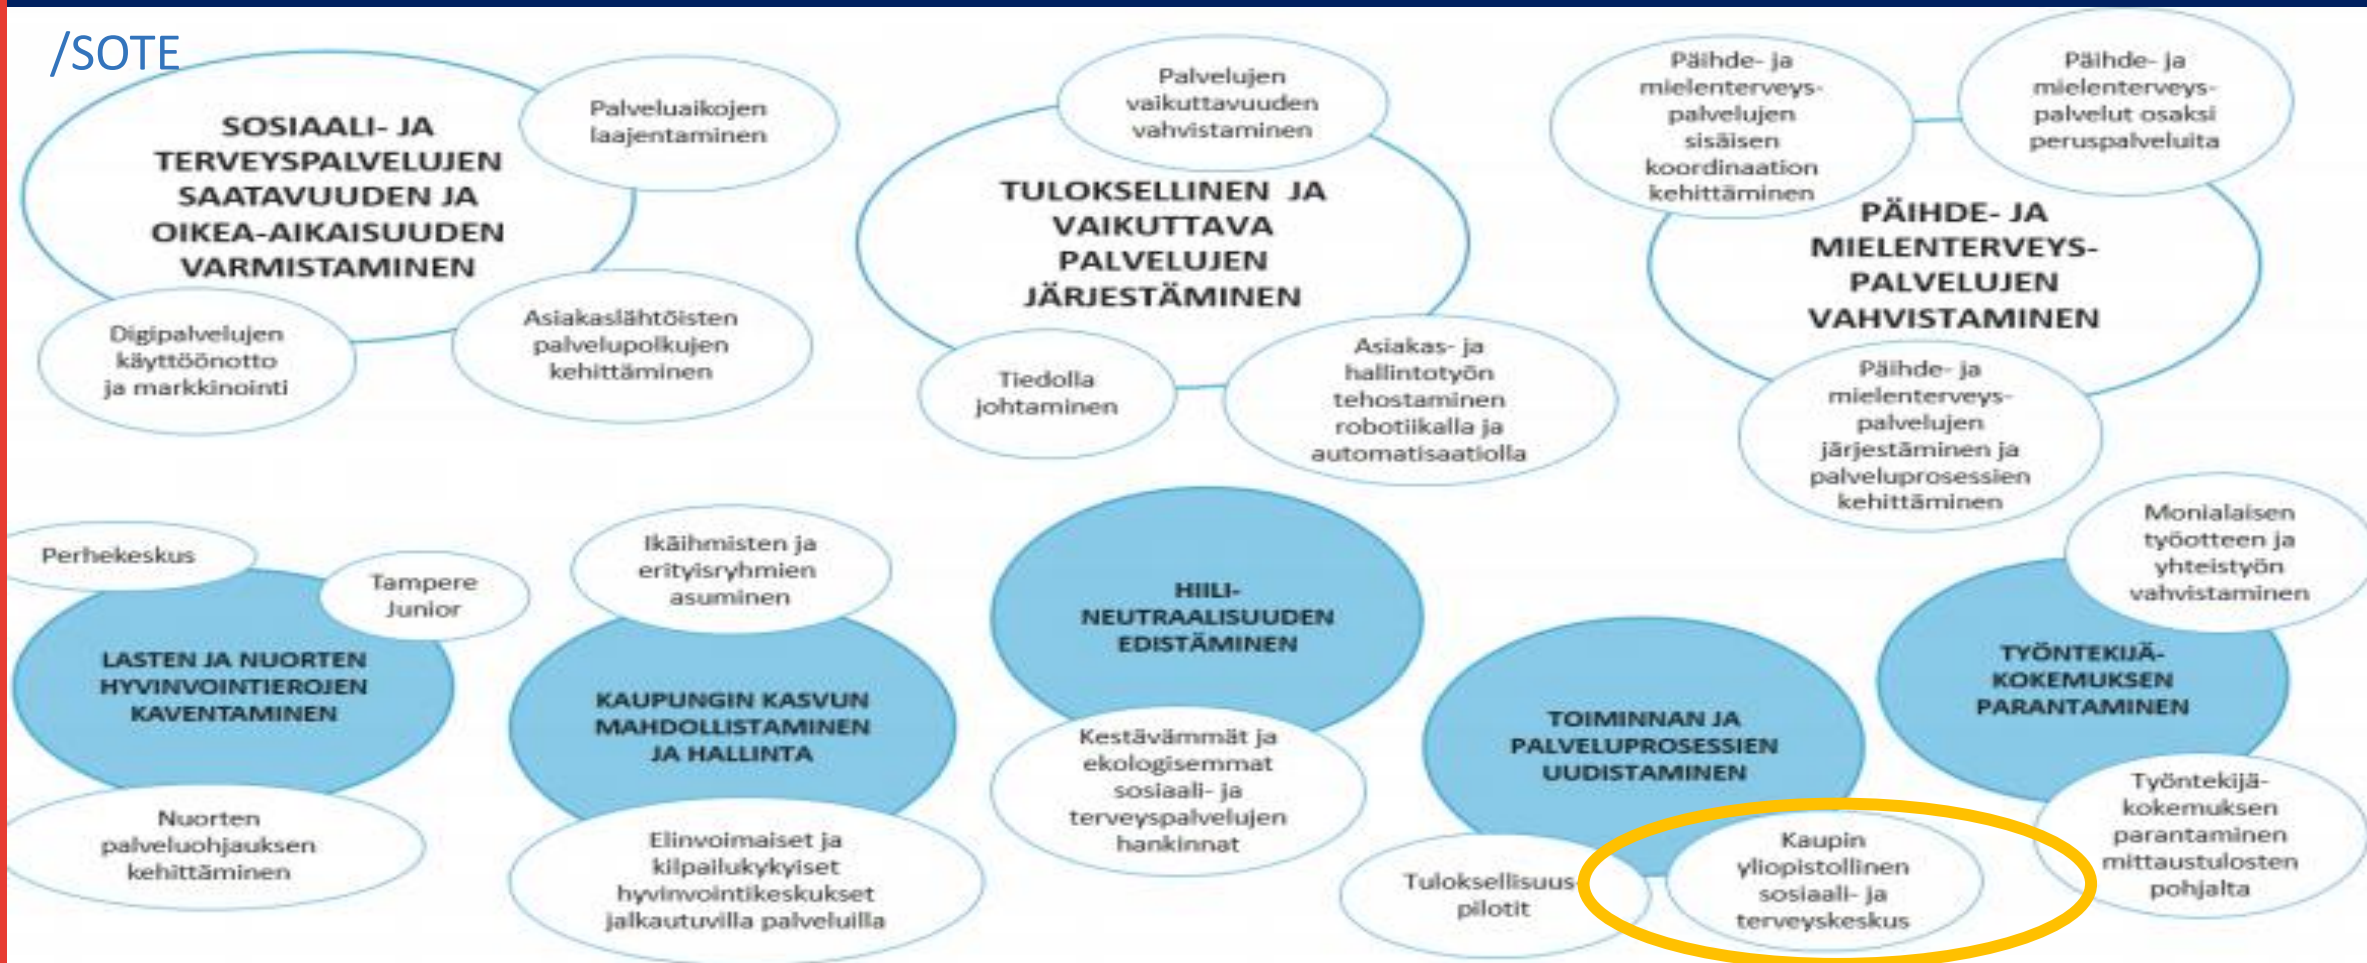 /SOTE
SOSIAALI- JA
TERVEYSPALVELUJEN
SAATAVUUDEN JA
OIKEA-AIKAISUUDEN
VARMISTAMINEN
Palveluaikojen
laajentaminen
Digipalvelujen
käyttöönotto
ja markkinointi
Asiakaslähtöisten
palvelupolkujen
kehittäminen
Palvelujen
vaikuttavuuden
vahvistaminen
TULOKSELLINEN JA
VAIKUTTAVA
PALVELUJEN
JÄRJESTÄMINEN
Tiedolla
johtaminen
Asiakas- ja
hallintotyön
tehostaminen
robotiikalla ja
automatisaatiolla
Päihde- ja
mielenterveys-
palvelujen
sisäisen
koordinaation
kehittäminen
Päihde- ja
mielenterveys-
palvelut osaksi
peruspalveluita
PÄIHDE- JA
MIELENTERVEYS-
PALVELUJEN
VAHVISTAMINEN
Päihde- ja
mielenterveys-
palvelujen
järjestäminen ja
palveluprosessien
kehittäminen
Perhekeskus
Tampere
Junior
LASTEN JA NUORTEN
HYVINVOINTIEROJEN
KAVENTAMINEN
Nuorten
palveluohjauksen
kehittäminen
Ikäihmisten ja
erityisryhmien
asuminen
KAUPUNGIN KASVUN
MAHDOLLISTAMINEN
JA HALLINTA
Elinvoimaiset ja
kilpailukykyiset
hyvinvointikeskukset
jalkautuvilla palveluilla
HIILI-
NEUTRAALISUUDEN
EDISTÄMINEN
Kestävämmät ja
ekologisemmat
sosiaali- ja
terveyspalvelujen
hankinnat
TOIMINNAN JA
PALVELUPROSESSIEN
UUDISTAMINEN
Tuloksellisuus-
pilotit
Kaupin
yliopistollinen
sosiaali- ja
terveyskeskus
Monialaisen
työotteen ja
yhteistyön
vahvistaminen
TYÖNTEKIJÄ-
KOKEMUKSEN
PARANTAMINEN
Työntekijä-
kokemuksen
parantaminen
mittaustulosten
pohjalta